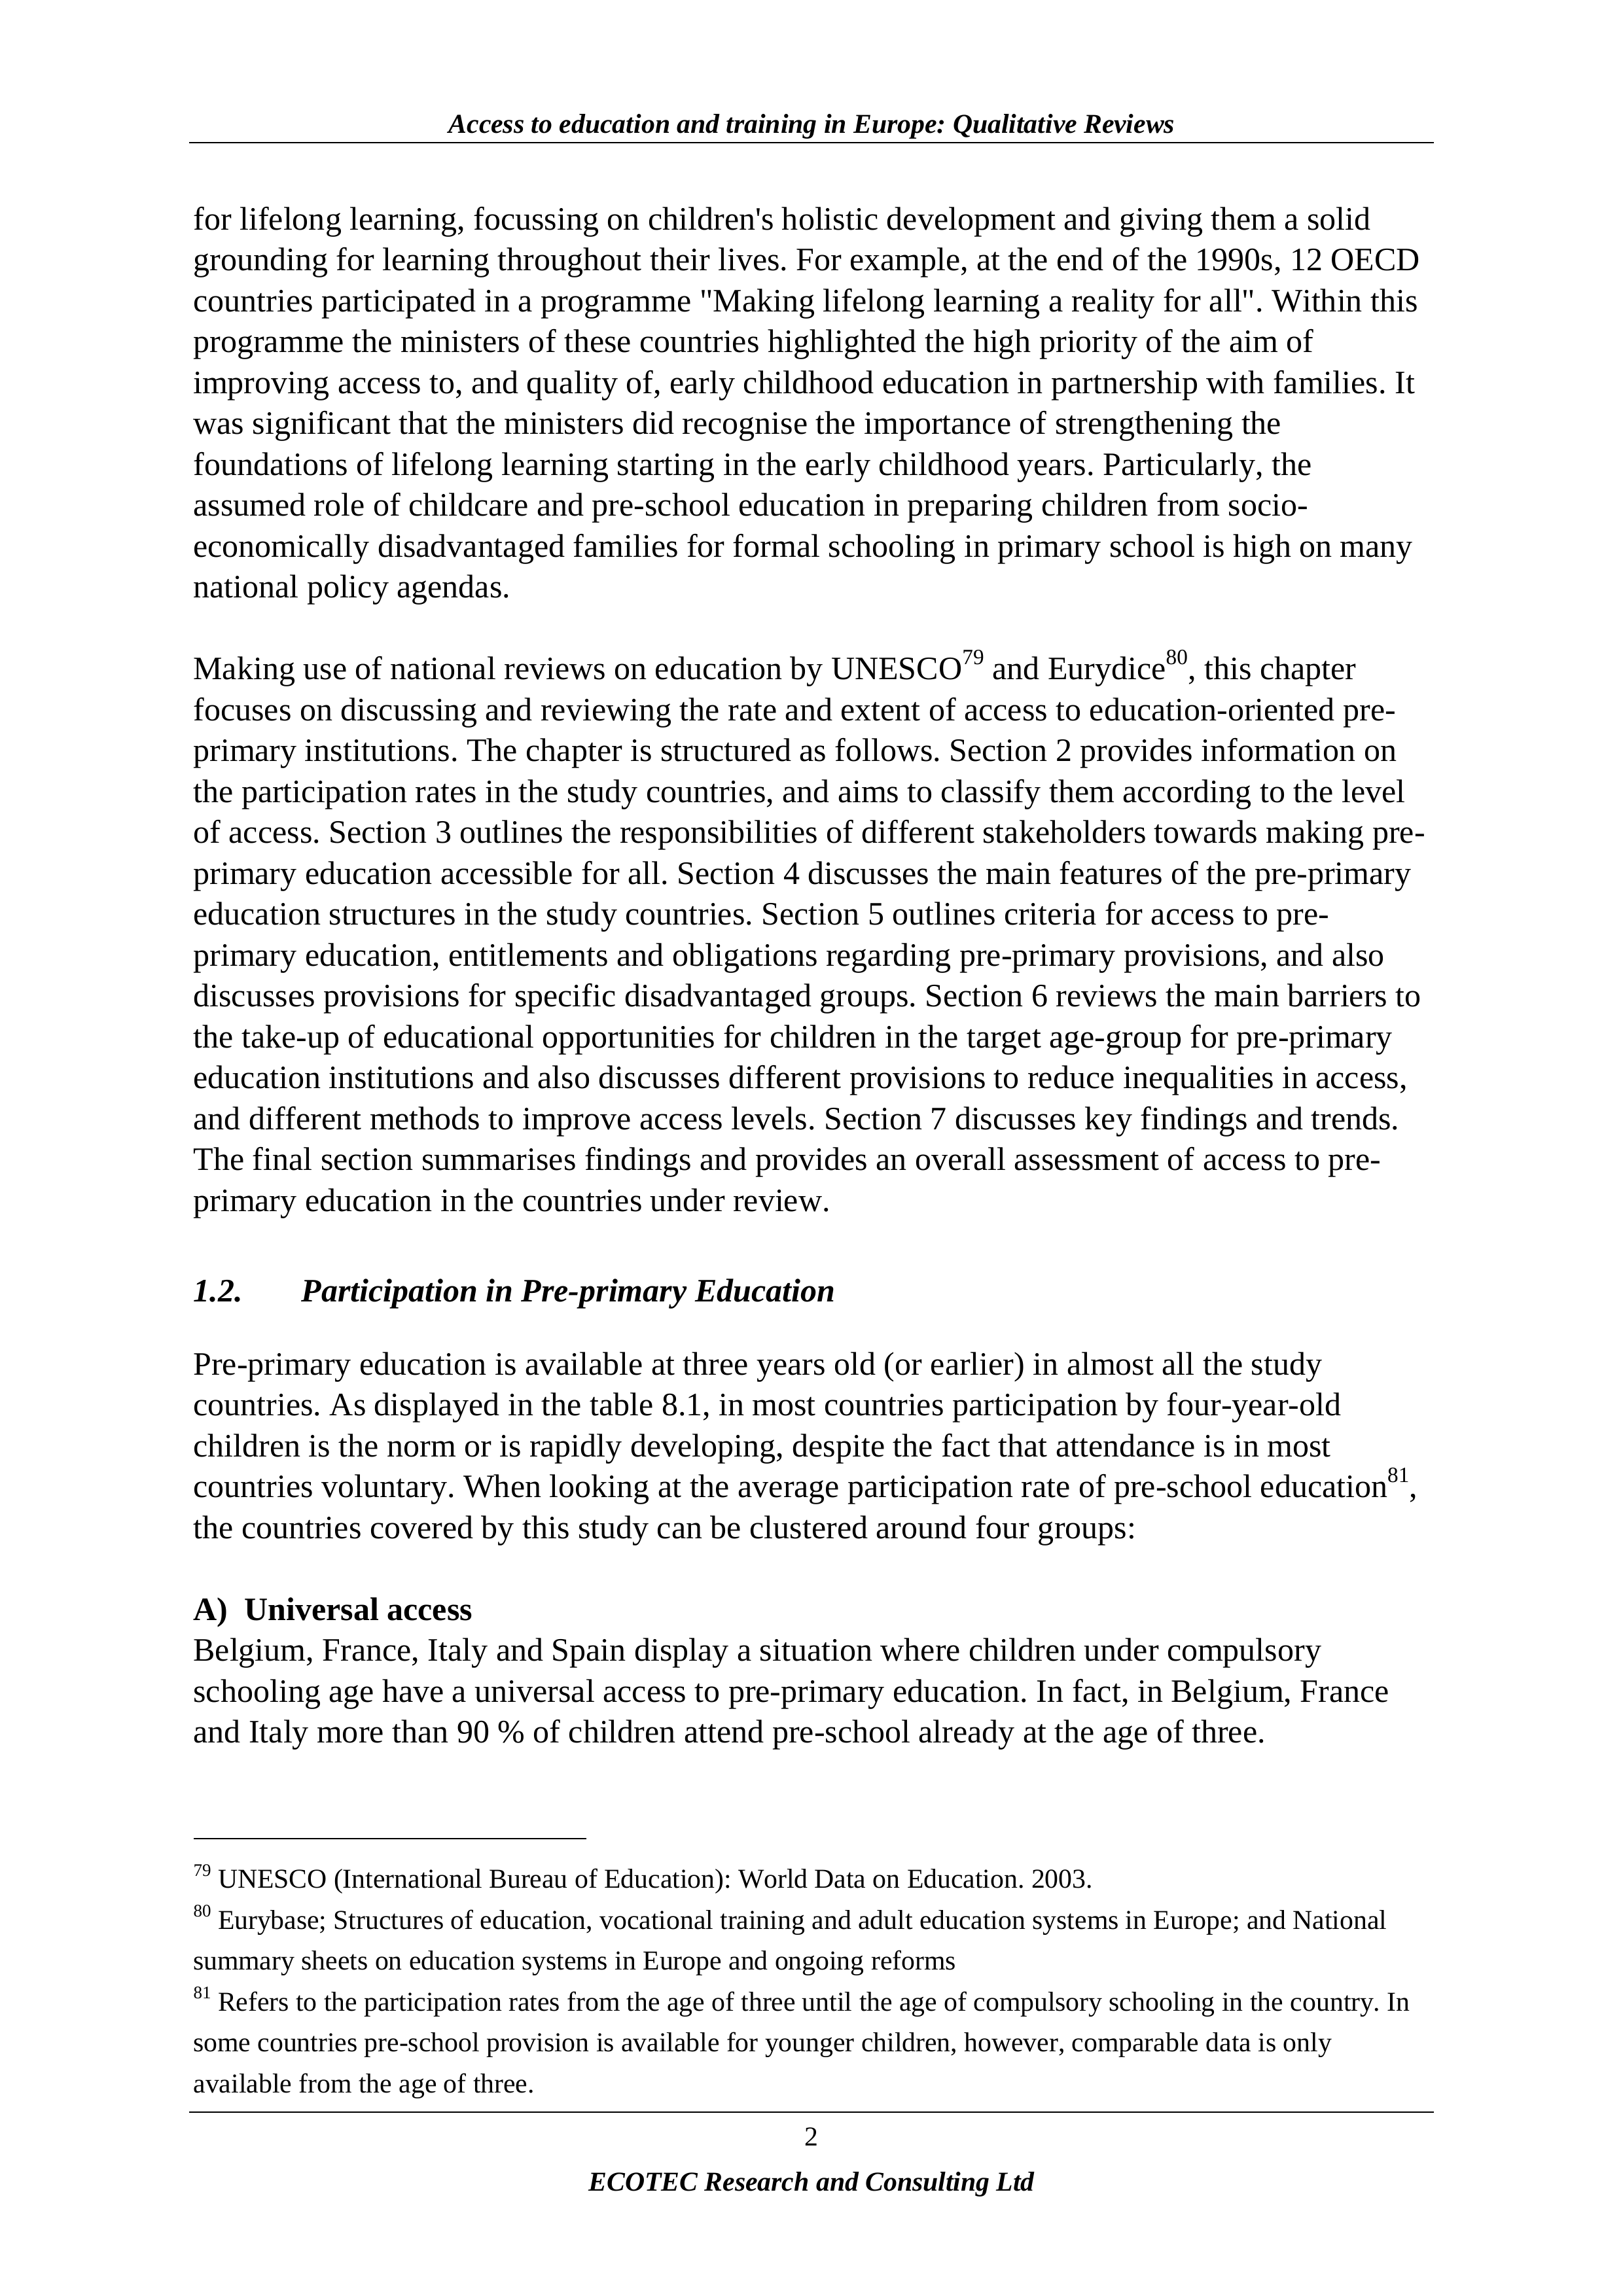 Access to education and training in Europe: Qualitative Reviews
for lifelong learning, focussing on children's holistic development and giving them a solid
grounding for learning throughout their lives. For example, at the end of the 1990s, 12 OECD
countries participated in a programme "Making lifelong learning a reality for all". Within this
programme the ministers of these countries highlighted the high priority of the aim of
improving access to, and quality of, early childhood education in partnership with families. It
was significant that the ministers did recognise the importance of strengthening the
foundations of lifelong learning starting in the early childhood years. Particularly, the
assumed role of childcare and pre-school education in preparing children from socio-
economically disadvantaged families for formal schooling in primary school is high on many
national policy agendas.
Making use of national reviews on education by UNESCO79 and Eurydice80, this chapter
focuses on discussing and reviewing the rate and extent of access to education-oriented pre-
primary institutions. The chapter is structured as follows. Section 2 provides information on
the participation rates in the study countries, and aims to classify them according to the level
of access. Section 3 outlines the responsibilities of different stakeholders towards making pre-
primary education accessible for all. Section 4 discusses the main features of the pre-primary
education structures in the study countries. Section 5 outlines criteria for access to pre-
primary education, entitlements and obligations regarding pre-primary provisions, and also
discusses provisions for specific disadvantaged groups. Section 6 reviews the main barriers to
the take-up of educational opportunities for children in the target age-group for pre-primary
education institutions and also discusses different provisions to reduce inequalities in access,
and different methods to improve access levels. Section 7 discusses key findings and trends.
The final section summarises findings and provides an overall assessment of access to pre-
primary education in the countries under review.
1.2. Participation in Pre-primary Education
Pre-primary education is available at three years old (or earlier) in almost all the study
countries. As displayed in the table 8.1, in most countries participation by four-year-old
children is the norm or is rapidly developing, despite the fact that attendance is in most
countries voluntary. When looking at the average participation rate of pre-school education81,
the countries covered by this study can be clustered around four groups:
A) Universal access
Belgium, France, Italy and Spain display a situation where children under compulsory
schooling age have a universal access to pre-primary education. In fact, in Belgium, France
and Italy more than 90 % of children attend pre-school already at the age of three.
79 UNESCO (International Bureau of Education): World Data on Education. 2003.
80 Eurybase; Structures of education, vocational training and adult education systems in Europe; and National
summary sheets on education systems in Europe and ongoing reforms
81 Refers to the participation rates from the age of three until the age of compulsory schooling in the country. In
some countries pre-school provision is available for younger children, however, comparable data is only
available from the age of three.
2
ECOTEC Research and Consulting Ltd